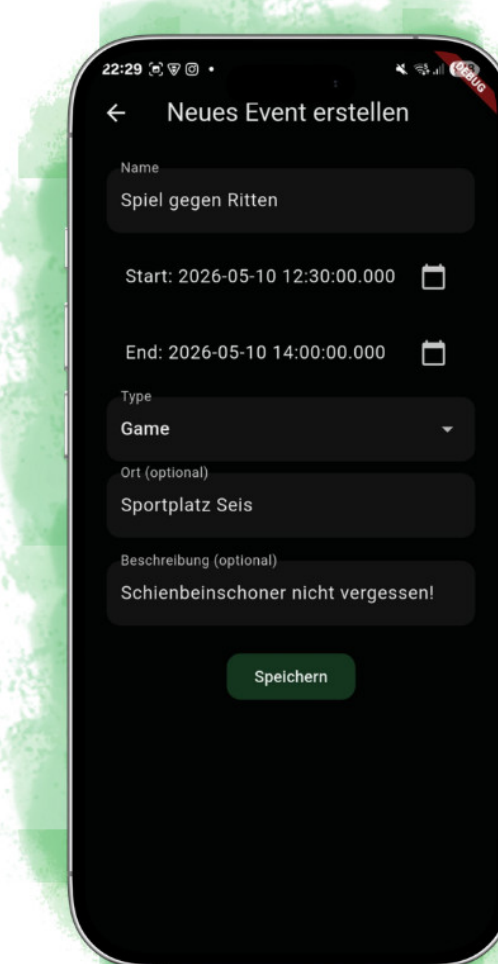 22:29
DEBUG
Neues Event erstellen
Name
Spiel gegen Ritten
Start: 2026-05-10 12:30:00.000
End: 2026-05-10 14:00:00.000
Type
Game
Ort (optional)
Sportplatz Seis
Beschreibung (optional)
Schienbeinschoner nicht vergessen!
Speichern